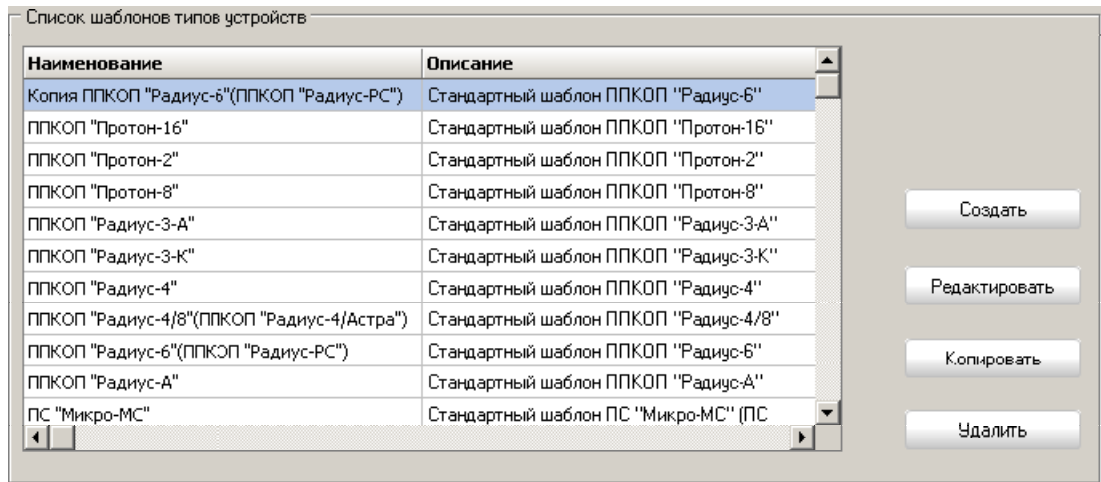 Список шаблонов типов устройств
Наименование Описание
Копия ППКОП "Радиус-6"(ППКОП "Радиус-РС") Стандартный шаблон ППКОП "Радиус-6"
ППКОП "Протон-16" Стандартный шаблон ППКОП "Протон-16"
ППКОП "Протон-2" Стандартный шаблон ППКОП "Протон-2"
ППКОП "Протон-8" Стандартный шаблон ППКОП "Протон-8"
ППКОП "Радиус-3-А" Стандартный шаблон ППКОП "Радиус-3-А"
ППКОП "Радиус-3-К" Стандартный шаблон ППКОП "Радиус-3-К"
ППКОП "Радиус-4" Стандартный шаблон ППКОП "Радиус-4"
ППКОП "Радиус-4/8"(ППКОП "Радиус-4/Астра") Стандартный шаблон ППКОП "Радиус-4/8"
ППКОП "Радиус-6"(ППКОП "Радиус-РС") Стандартный шаблон ППКОП "Радиус-6"
ППКОП "Радиус-А" Стандартный шаблон ППКОП "Радиус-А"
ПС "Микро-МС" Стандартный шаблон ПС "Микро-МС" (ПС
Создать
Редактировать
Копировать
Удалить